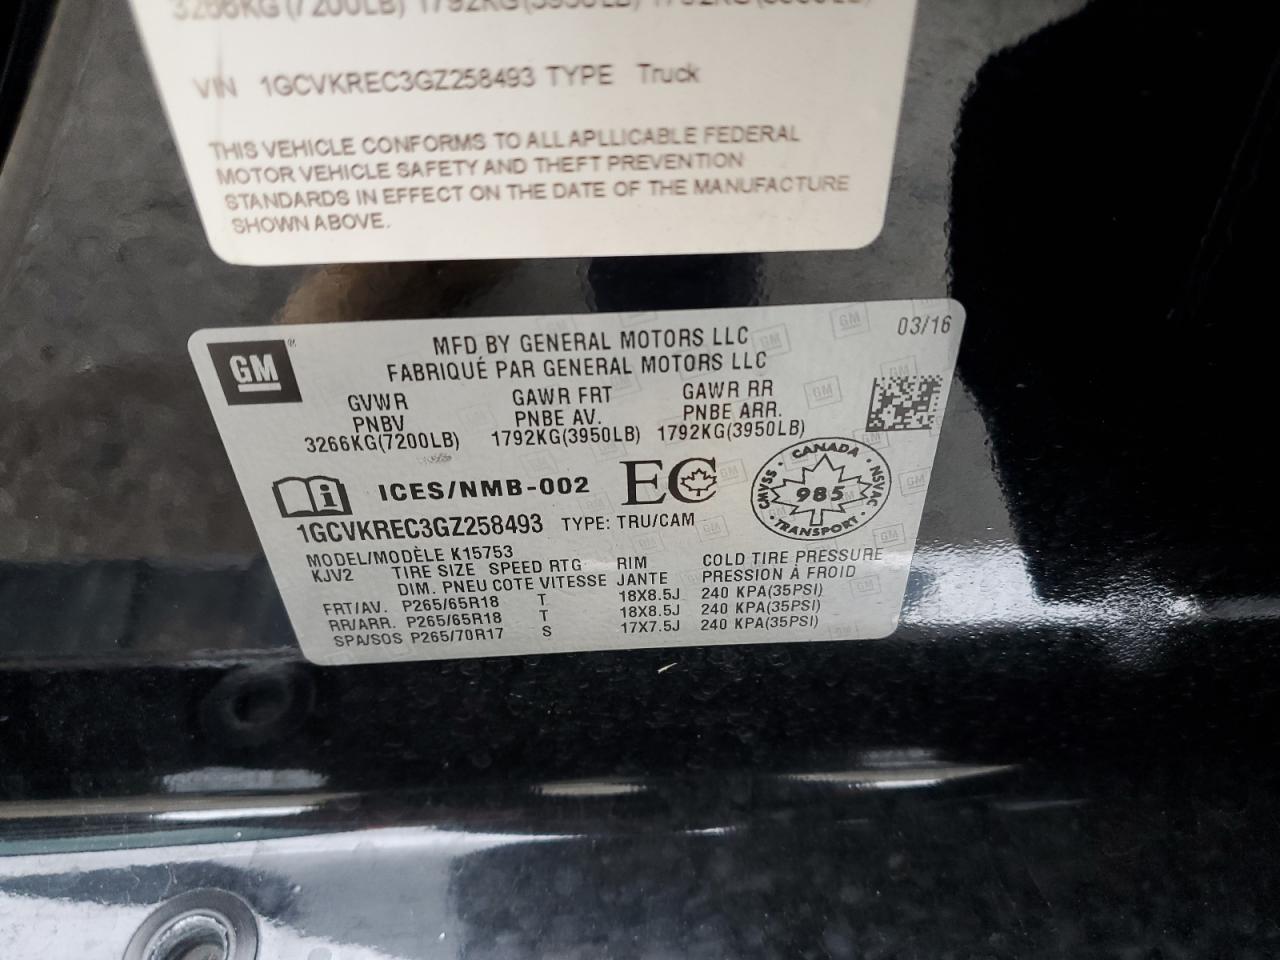 3266KG(7200LB) 1792KG(3950LB) 1792KG(3950LB)
VIN 1GCVKREC3GZ258493 TYPE Truck
THIS VEHICLE CONFORMS TO ALL APLLICABLE FEDERAL
MOTOR VEHICLE SAFETY AND THEFT PREVENTION
STANDARDS IN EFFECT ON THE DATE OF THE MANUFACTURE
SHOWN ABOVE.
GM®
MFD BY GENERAL MOTORS LLC
03/16
FABRIQUÉ PAR GENERAL MOTORS LLC
GVWR GAWR FRT GAWR RR
PNBV PNBE AV. PNBE ARR.
3266KG(7200LB) 1792KG(3950LB) 1792KG(3950LB)
ICES/NMB-002 EC
CANADA
CMVSS 985 NSVAC
TRANSPORT
1GCVKREC3GZ258493 TYPE: TRU/CAM
MODEL/MODÈLE K15753
KJV2 TIRE SIZE SPEED RTG RIM COLD TIRE PRESSURE
DIM. PNEU COTE VITESSE JANTE PRESSION À FROID
FRT/AV. P265/65R18 T 18X8.5J 240 KPA(35PSI)
RR/ARR. P265/65R18 T 18X8.5J 240 KPA(35PSI)
SPA/SOS P265/70R17 S 17X7.5J 240 KPA(35PSI)